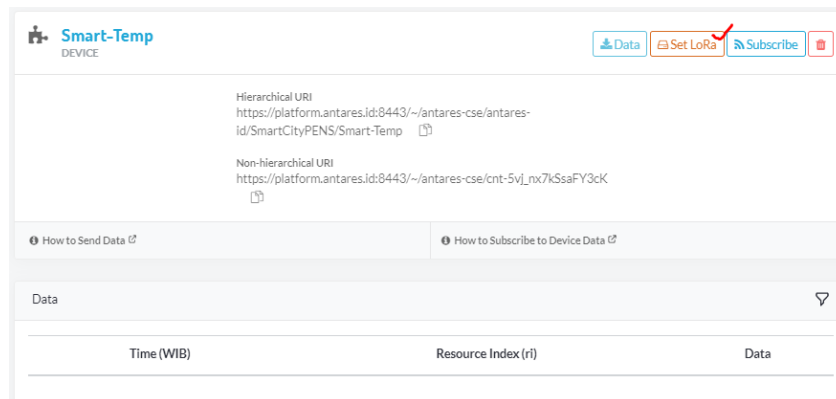 Smart-Temp
DEVICE
Data
Set LoRa
Subscribe
Hierarchical URI
https://platform.antares.id:8443/~/antares-cse/antares-
id/SmartCityPENS/Smart-Temp
Non-hierarchical URI
https://platform.antares.id:8443/~/antares-cse/cnt-5vj_nx7kSsaFY3cK
How to Send Data
How to Subscribe to Device Data
Data
Time (WIB)
Resource Index (ri)
Data